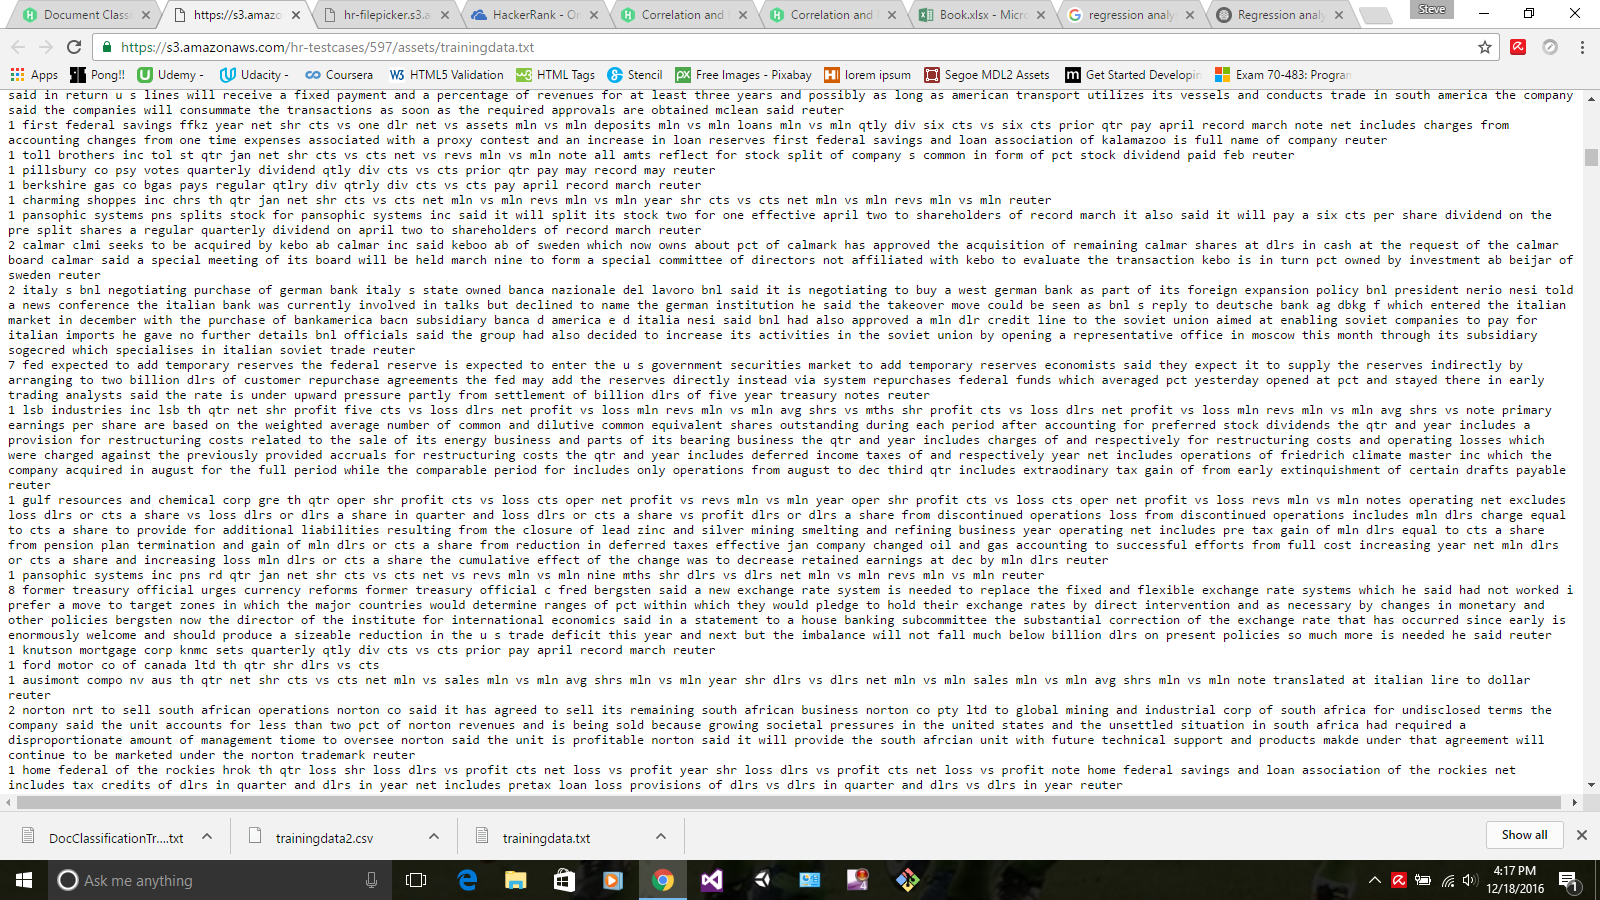 Document Class
https://s3.amazo
hr-filepicker.s3.a
HackerRank - On
Correlation and
Correlation and
Book.xlsx - Micro
regression analy
Regression analy
Steve
https://s3.amazonaws.com/hr-testcases/597/assets/trainingdata.txt
Apps
Pong!!
Udemy -
Udacity -
Coursera
HTML5 Validation
HTML Tags
Stencil
Free Images - Pixabay
lorem ipsum
Segoe MDL2 Assets
Get Started Developin
Exam 70-483: Program
said in return u s lines will receive a fixed payment and a percentage of revenues for at least three years and possibly as long as american transport utilizes its vessels and conducts trade in south america the company
said the companies will consummate the transactions as soon as the required approvals are obtained mclean said reuter
1 first federal savings ffkz year net shr cts vs one dlr net vs assets mln vs mln deposits mln vs mln loans mln vs mln qtly div six cts vs six cts prior qtr pay april record march note net includes charges from
accounting changes from one time expenses associated with a proxy contest and an increase in loan reserves first federal savings and loan association of kalamazoo is full name of company reuter
1 toll brothers inc tol st qtr jan net shr cts vs cts net vs revs mln vs mln note all amts reflect for stock split of company s common in form of pct stock dividend paid feb reuter
1 pillsbury co psy votes quarterly dividend qtly div cts vs cts prior qtr pay may record may reuter
1 berkshire gas co bgas pays regular qtlry div qtrly div cts vs cts pay april record march reuter
1 charming shoppes inc chrs th qtr jan net shr cts vs cts net mln vs mln revs mln vs mln year shr cts vs cts net mln vs mln revs mln vs mln reuter
1 pansophic systems pns splits stock for pansophic systems inc said it will split its stock two for one effective april two to shareholders of record march it also said it will pay a six cts per share dividend on the
pre split shares a regular quarterly dividend on april two to shareholders of record march reuter
2 calmar clmi seeks to be acquired by kebo ab calmar inc said keboo ab of sweden which now owns about pct of calmark has approved the acquisition of remaining calmar shares at dlrs in cash at the request of the calmar
board calmar said a special meeting of its board will be held march nine to form a special committee of directors not affiliated with kebo to evaluate the transaction kebo is in turn pct owned by investment ab beijar of
sweden reuter
2 italy s bnl negotiating purchase of german bank italy s state owned banca nazionale del lavoro bnl said it is negotiating to buy a west german bank as part of its foreign expansion policy bnl president nerio nesi told
a news conference the italian bank was currently involved in talks but declined to name the german institution he said the takeover move could be seen as bnl s reply to deutsche bank ag dbkg f which entered the italian
market in december with the purchase of bankamerica bacn subsidiary banca d america e d italia nesi said bnl had also approved a mln dlr credit line to the soviet union aimed at enabling soviet companies to pay for
italian imports he gave no further details bnl officials said the group had also decided to increase its activities in the soviet union by opening a representative office in moscow this month through its subsidiary
sogecred which specialises in italian soviet trade reuter
7 fed expected to add temporary reserves the federal reserve is expected to enter the u s government securities market to add temporary reserves economists said they expect it to supply the reserves indirectly by
arranging to two billion dlrs of customer repurchase agreements the fed may add the reserves directly instead via system repurchases federal funds which averaged pct yesterday opened at pct and stayed there in early
trading analysts said the rate is under upward pressure partly from settlement of billion dlrs of five year treasury notes reuter
1 lsb industries inc lsb th qtr net shr profit five cts vs loss dlrs net profit vs loss mln revs mln vs mln avg shrs vs mths shr profit cts vs loss dlrs net profit vs loss mln revs mln vs mln avg shrs vs note primary
earnings per share are based on the weighted average number of common and dilutive common equivalent shares outstanding during each period after accounting for preferred stock dividends the qtr and year includes a
provision for restructuring costs related to the sale of its energy business and parts of its bearing business the qtr and year includes charges of and respectively for restructuring costs and operating losses which
were charged against the previously provided accruals for restructuring costs the qtr and year includes deferred income taxes of and respectively year net includes operations of friedrich climate master inc which the
company acquired in august for the full period while the comparable period for includes only operations from august to dec third qtr includes extraodinary tax gain of from early extinquishment of certain drafts payable
reuter
1 gulf resources and chemical corp gre th qtr oper shr profit cts vs loss cts oper net profit vs revs mln vs mln year oper shr profit cts vs loss cts oper net profit vs loss revs mln vs mln notes operating net excludes
loss dlrs or cts a share vs loss dlrs or dlrs a share in quarter and loss dlrs or cts a share vs profit dlrs or dlrs a share from discontinued operations loss from discontinued operations includes mln dlrs charge equal
to cts a share to provide for additional liabilities resulting from the closure of lead zinc and silver mining smelting and refining business year operating net includes pre tax gain of mln dlrs equal to cts a share
from pension plan termination and gain of mln dlrs or cts a share from reduction in deferred taxes effective jan company changed oil and gas accounting to successful efforts from full cost increasing year net mln dlrs
or cts a share and increasing loss mln dlrs or cts a share the cumulative effect of the change was to decrease retained earnings at dec by mln dlrs reuter
1 pansophic systems inc pns rd qtr jan net shr cts vs cts net vs revs mln vs mln nine mths shr dlrs vs dlrs net mln vs mln revs mln vs mln reuter
8 former treasury official urges currency reforms former treasury official c fred bergsten said a new exchange rate system is needed to replace the fixed and flexible exchange rate systems which he said had not worked i
prefer a move to target zones in which the major countries would determine ranges of pct within which they would pledge to hold their exchange rates by direct intervention and as necessary by changes in monetary and
other policies bergsten now the director of the institute for international economics said in a statement to a house banking subcommittee the substantial correction of the exchange rate that has occurred since early is
enormously welcome and should produce a sizeable reduction in the u s trade deficit this year and next but the imbalance will not fall much below billion dlrs on present policies so much more is needed he said reuter
1 knutson mortgage corp knmc sets quarterly qtly div cts vs cts prior pay april record march reuter
1 ford motor co of canada ltd th qtr shr dlrs vs cts
1 ausimont compo nv aus th qtr net shr cts vs cts net mln vs sales mln vs mln avg shrs mln vs mln year shr dlrs vs dlrs net mln vs mln sales mln vs mln avg shrs mln vs mln note translated at italian lire to dollar
reuter
2 norton nrt to sell south african operations norton co said it has agreed to sell its remaining south african business norton co pty ltd to global mining and industrial corp of south africa for undisclosed terms the
company said the unit accounts for less than two pct of norton revenues and is being sold because growing societal pressures in the united states and the unsettled situation in south africa had required a
disproportionate amount of management tiome to oversee norton said the unit is profitable norton said it will provide the south afrcian unit with future technical support and products makde under that agreement will
continue to be marketed under the norton trademark reuter
1 home federal of the rockies hrok th qtr loss shr loss dlrs vs profit cts net loss vs profit year shr loss dlrs vs profit cts net loss vs profit note home federal savings and loan association of the rockies net
includes tax credits of dlrs in quarter and dlrs in year net includes pretax loan loss provisions of dlrs vs dlrs in quarter and dlrs vs dlrs in year reuter
DocClassificationTr....txt
trainingdata2.csv
trainingdata.txt
Show all
Ask me anything
4:17 PM
12/18/2016